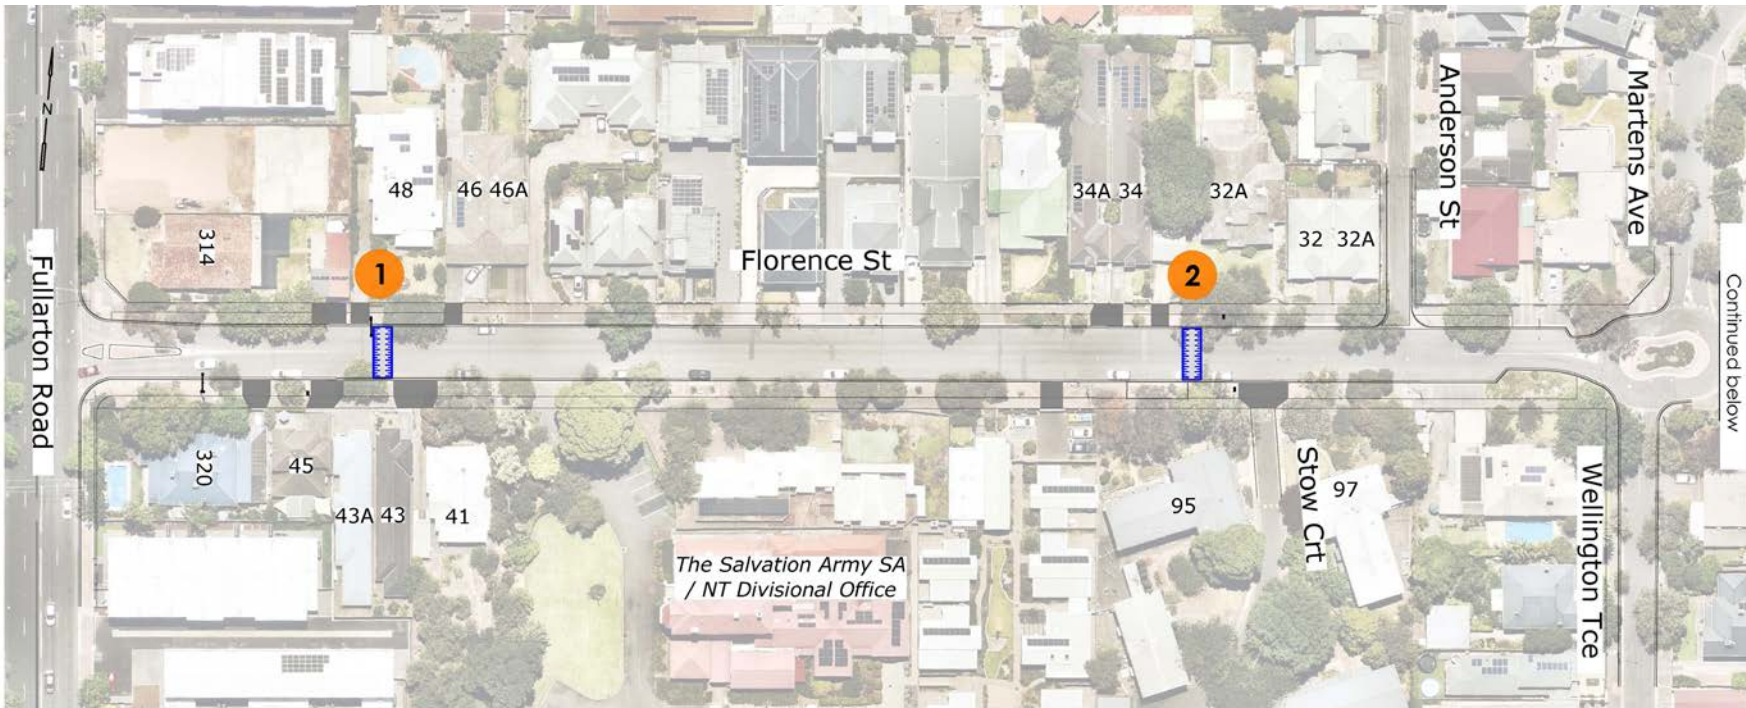 N
Fullarton Road
314
48
46
46A
1
Florence St
34A
34
32A
2
32
32A
Anderson St
Martens Ave
Continued below
320
45
43A
43
41
The Salvation Army SA
/ NT Divisional Office
95
Stow Crt
97
Wellington Tce